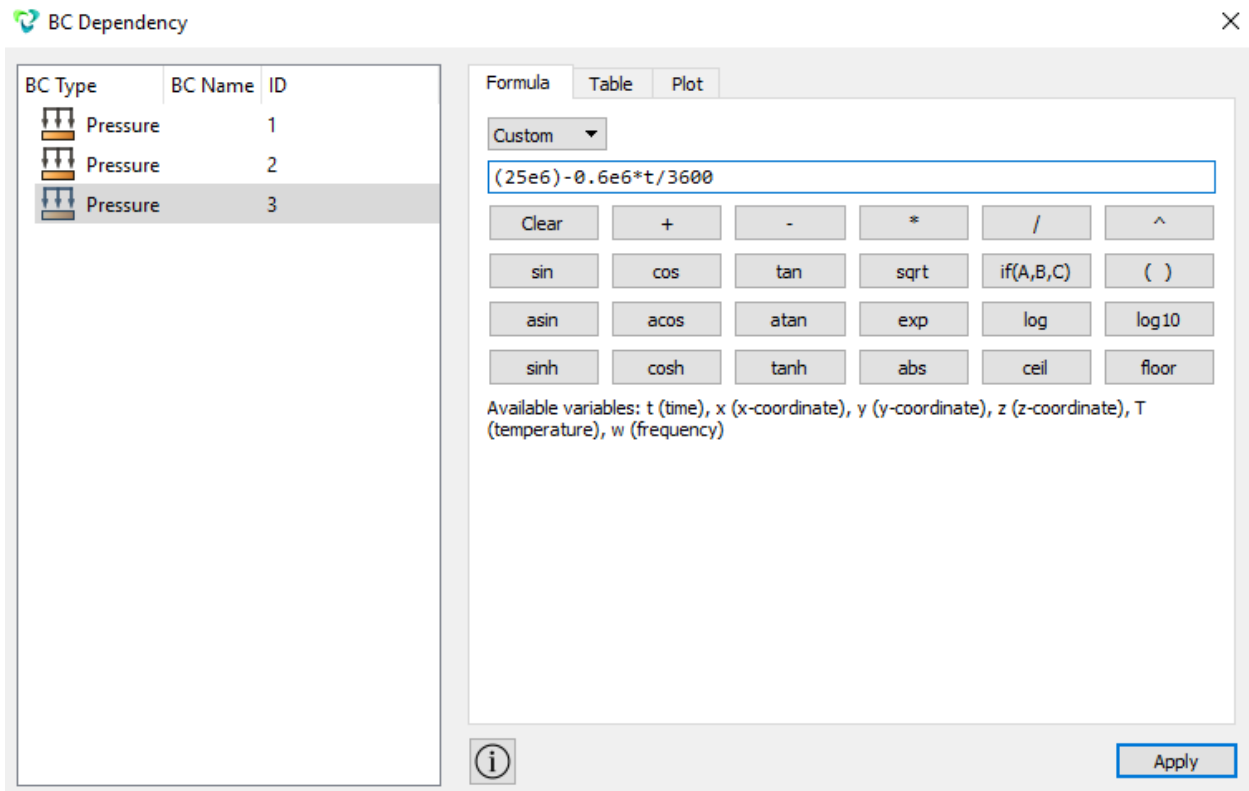 BC Dependency
BC Type BC Name ID
Pressure 1
Pressure 2
Pressure 3
Formula Table Plot
Custom
(25e6)-0.6e6*t/3600
Clear + - * / ^
sin cos tan sqrt if(A,B,C) ( )
asin acos atan exp log log10
sinh cosh tanh abs ceil floor
Available variables: t (time), x (x-coordinate), y (y-coordinate), z (z-coordinate), T
(temperature), w (frequency)
i
Apply